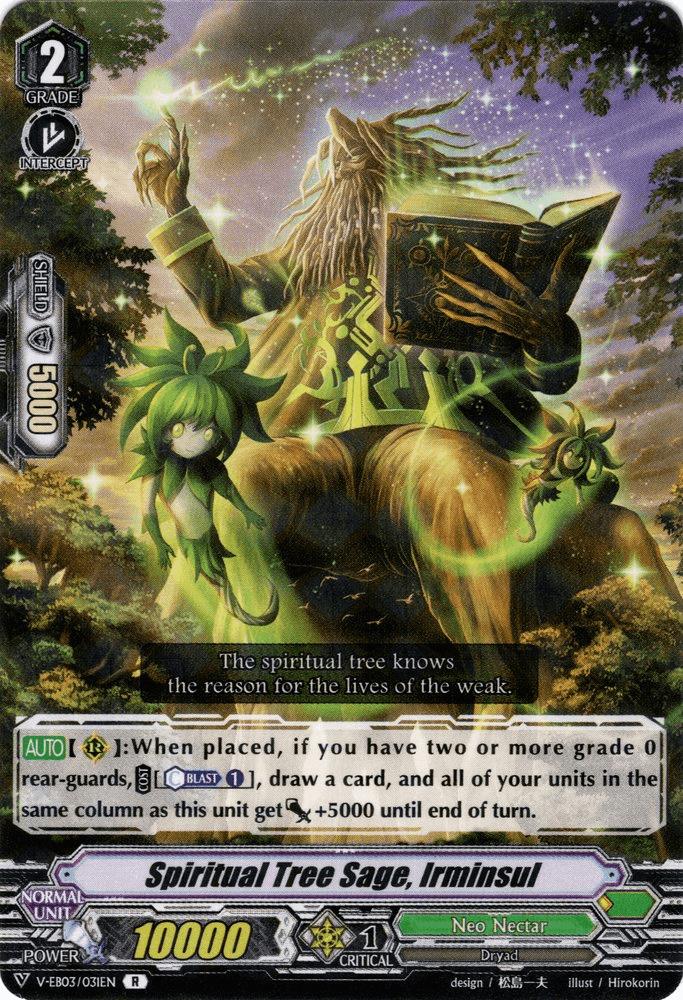 2
GRADE
INTERCEPT
SHIELD
5000
The spiritual tree knows
the reason for the lives of the weak.
AUTO【 R 】:When placed, if you have two or more grade 0
rear-guards, COST [ C BLAST 1 ], draw a card, and all of your units in the
same column as this unit get +5000 until end of turn.
Spiritual Tree Sage, Irminsul
NORMAL
UNIT
POWER 10000
1
CRITICAL
Neo Nectar
Dryad
V-EB03/031EN R design / 松島一夫 illust / Hirokorin